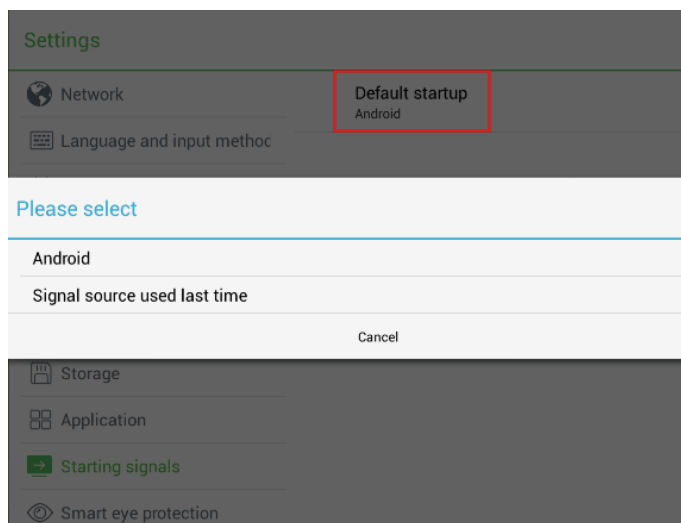 Settings
Network
Default startup
Android
Language and input method
Please select
Android
Signal source used last time
Cancel
Storage
Application
Starting signals
Smart eye protection